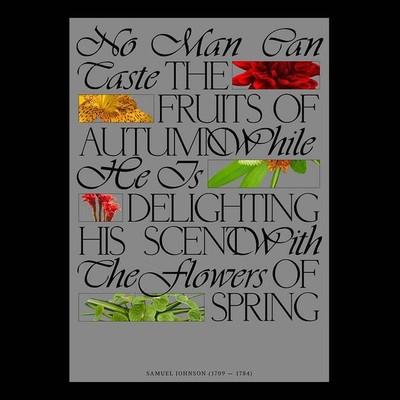 No Man Can
Taste THE
FRUITS OF
AUTUMN While
He Is
DELIGHTING
HIS SCENT With
The Flowers OF
SPRING
SAMUEL JOHNSON (1709 — 1784)